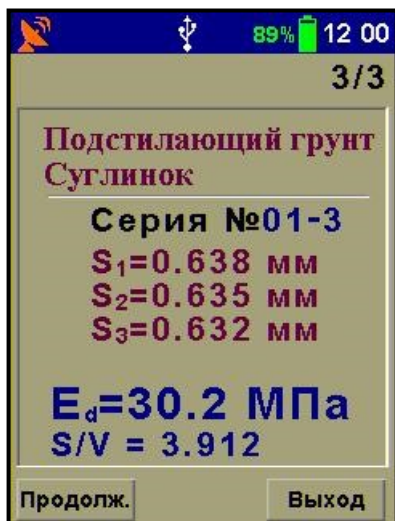 89% 12 00
3/3
Подстилающий грунт
Суглинок
Серия №01-3
S₁=0.638 мм
S₂=0.635 мм
S₃=0.632 мм
E_d=30.2 МПа
S/V = 3.912
Продолж. Выход